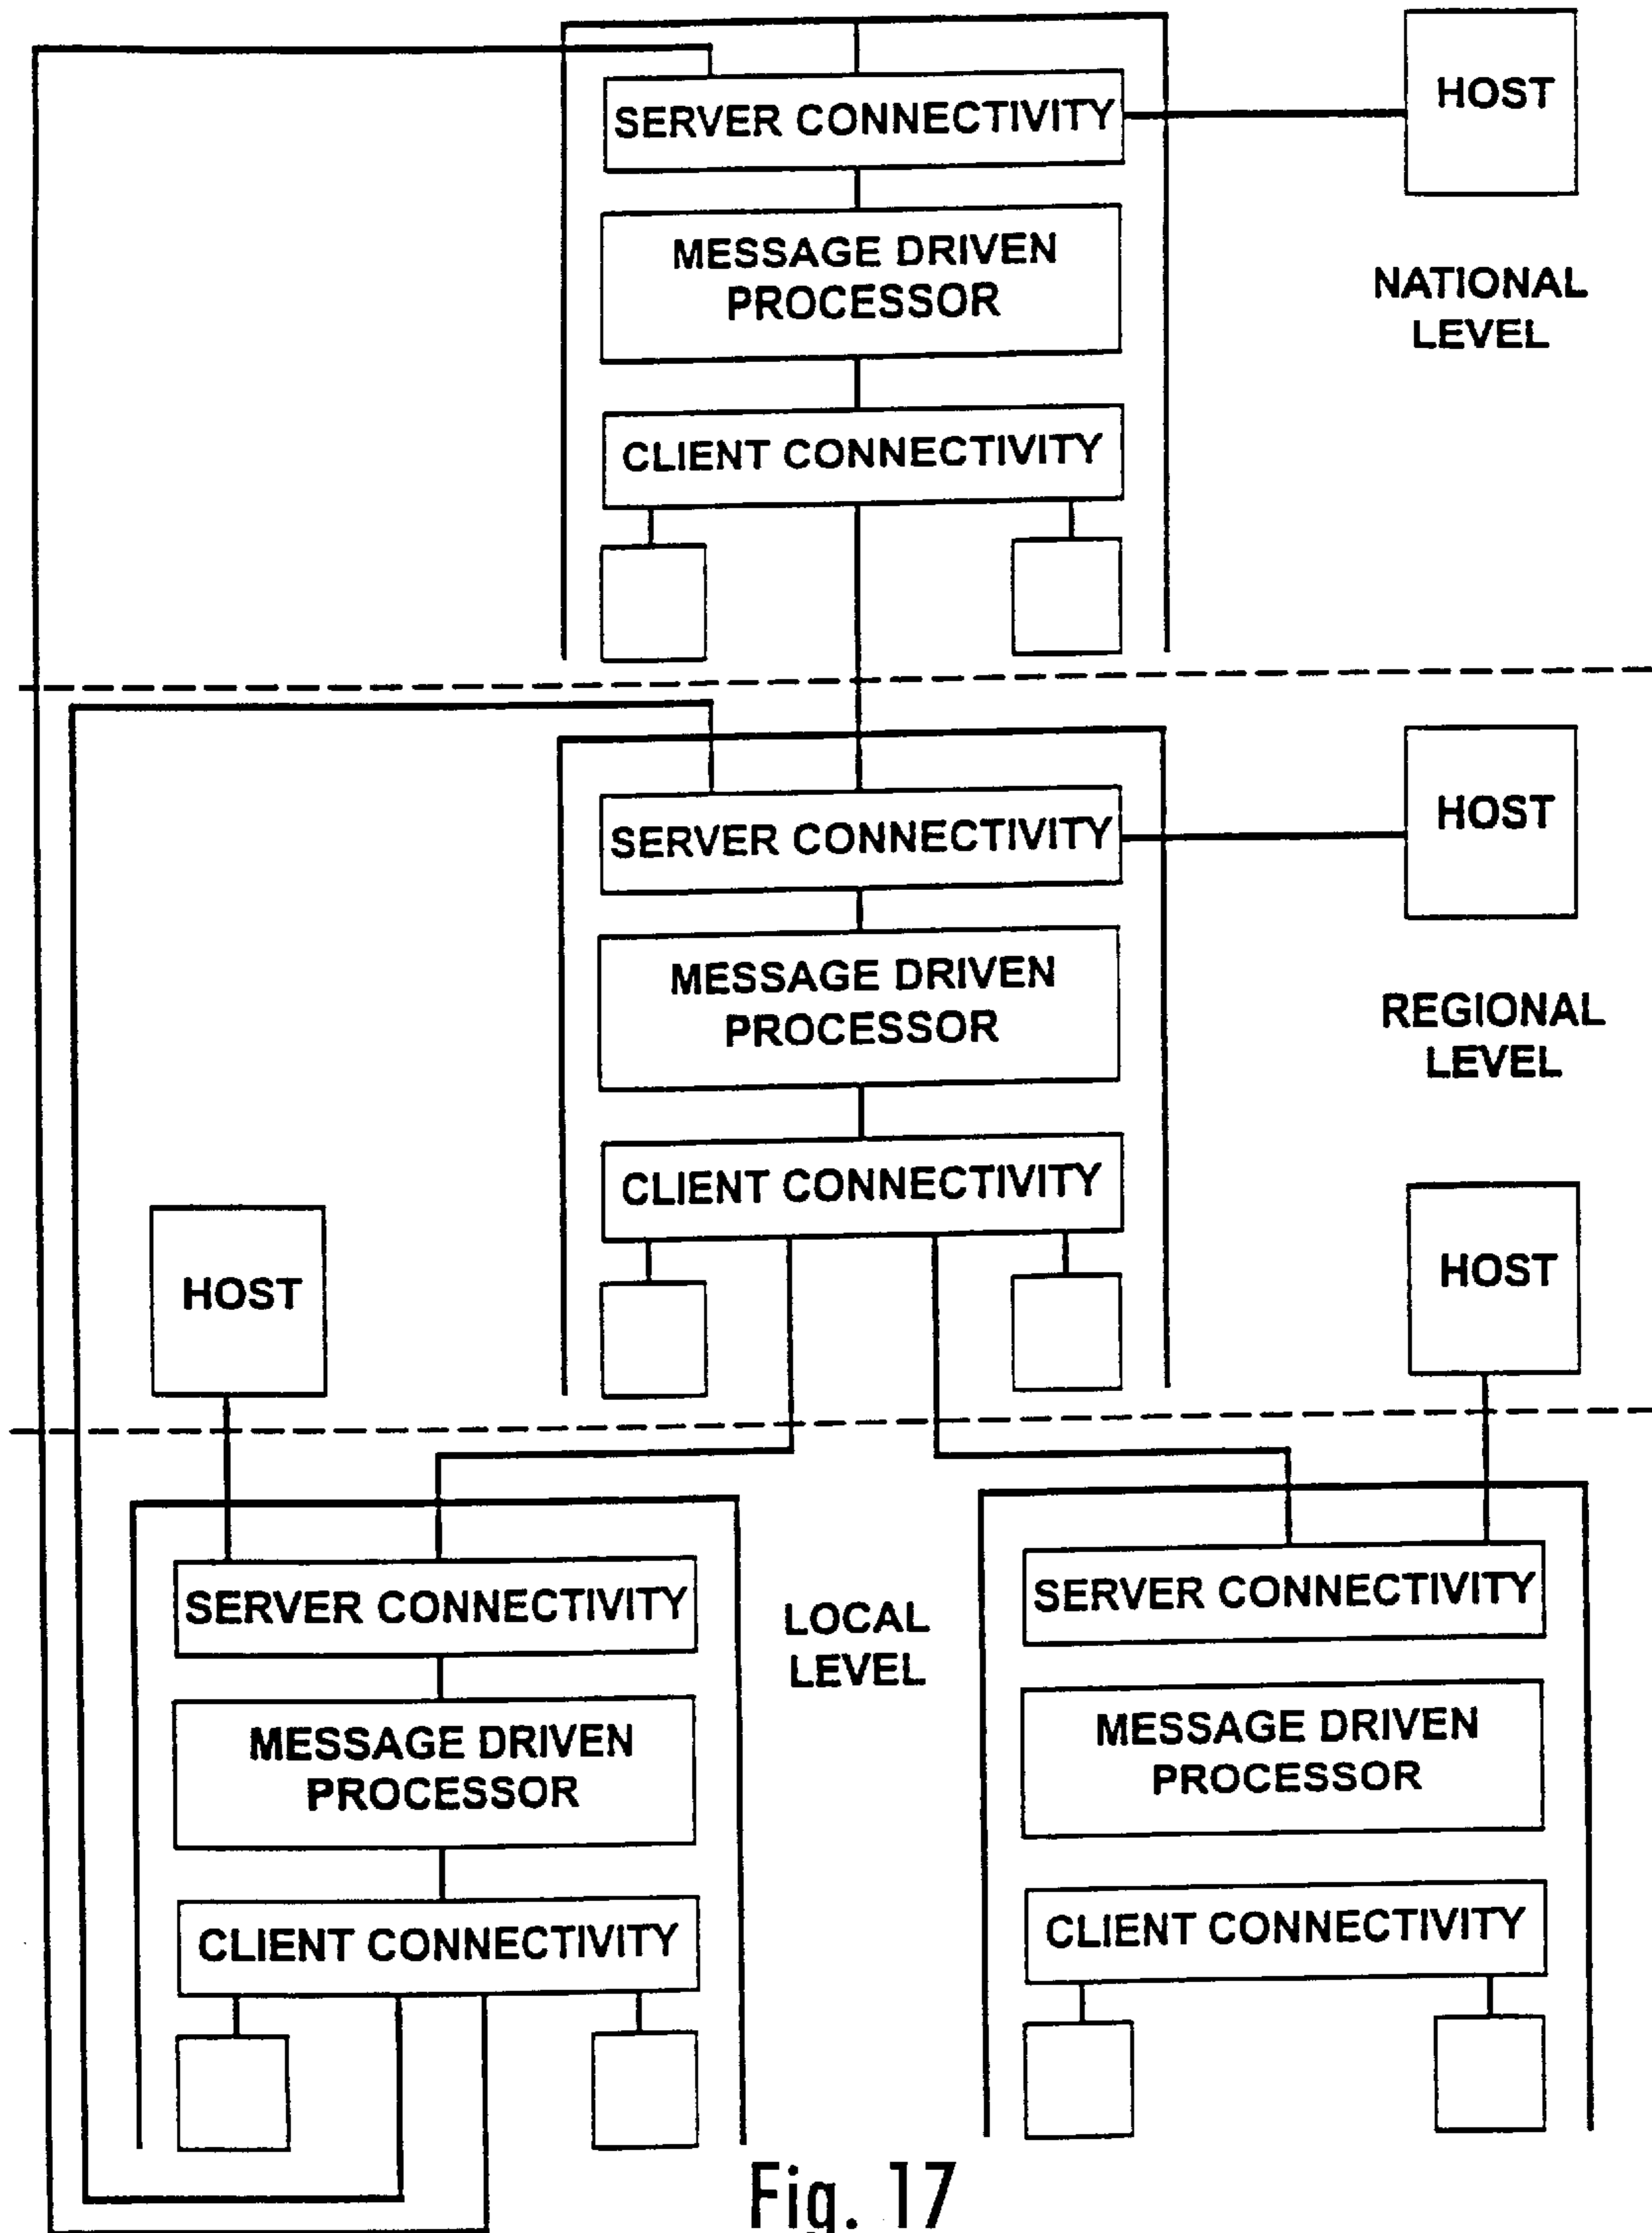 SERVER CONNECTIVITY
HOST
MESSAGE DRIVEN
PROCESSOR
NATIONAL
LEVEL
CLIENT CONNECTIVITY
SERVER CONNECTIVITY
HOST
MESSAGE DRIVEN
PROCESSOR
REGIONAL
LEVEL
CLIENT CONNECTIVITY
HOST
HOST
SERVER CONNECTIVITY
LOCAL
LEVEL
SERVER CONNECTIVITY
MESSAGE DRIVEN
PROCESSOR
MESSAGE DRIVEN
PROCESSOR
CLIENT CONNECTIVITY
CLIENT CONNECTIVITY
Fig. 17